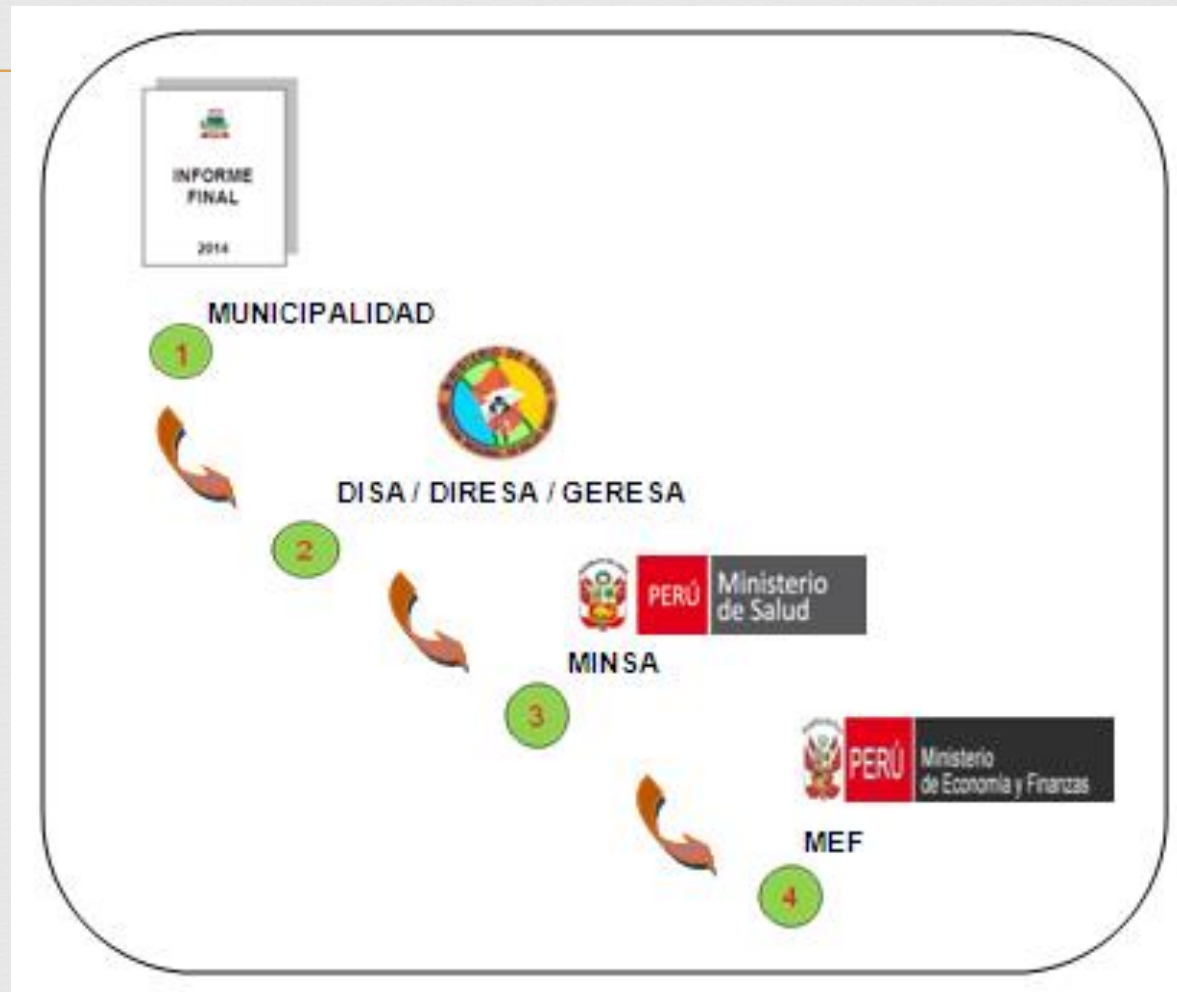 INFORME
FINAL
2014
MUNICIPALIDAD
1
DISA / DIRESA / GERESA
2
PERÚ
Ministerio
de Salud
MINSA
3
PERÚ
Ministerio
de Economía y Finanzas
MEF
4